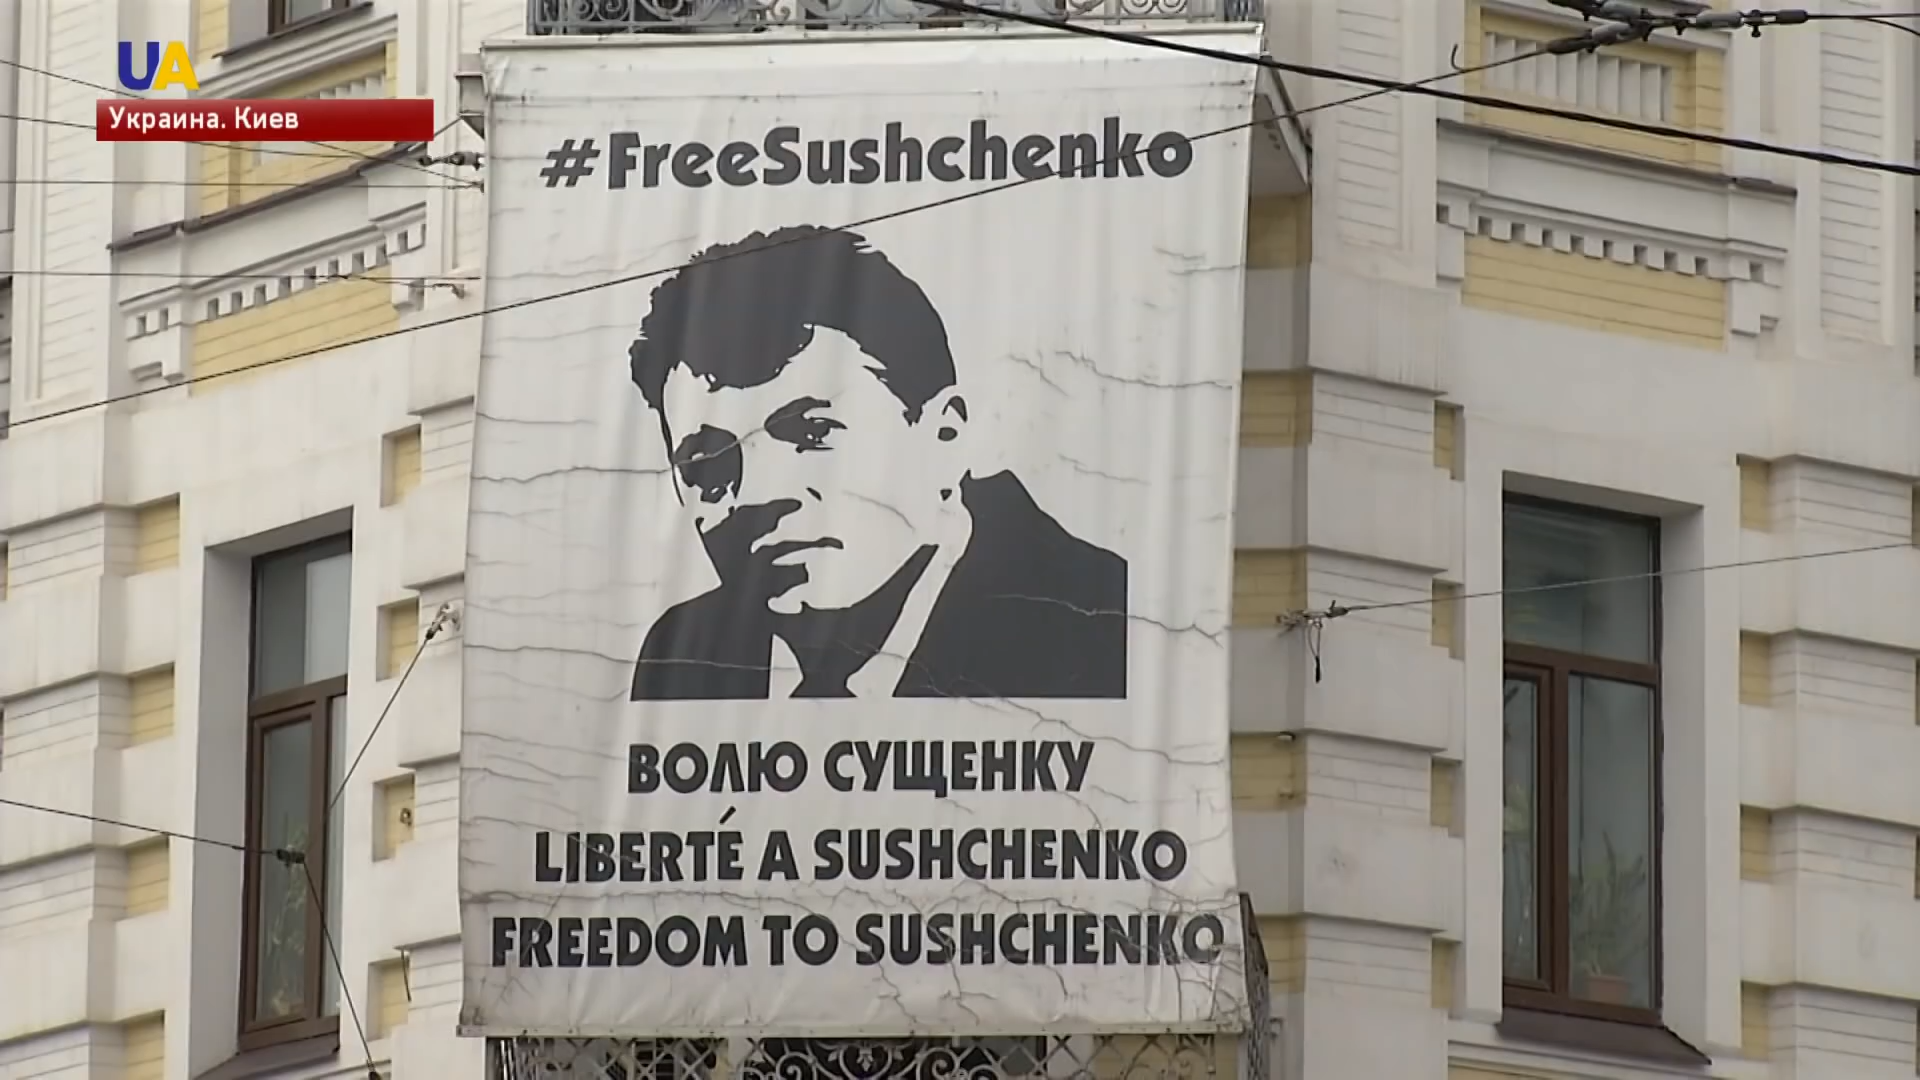 UA
Украина. Киев
#FreeSushchenko
ВОЛЮ СУЩЕНКУ
LIBERTÉ A SUSHCHENKO
FREEDOM TO SUSHCHENKO